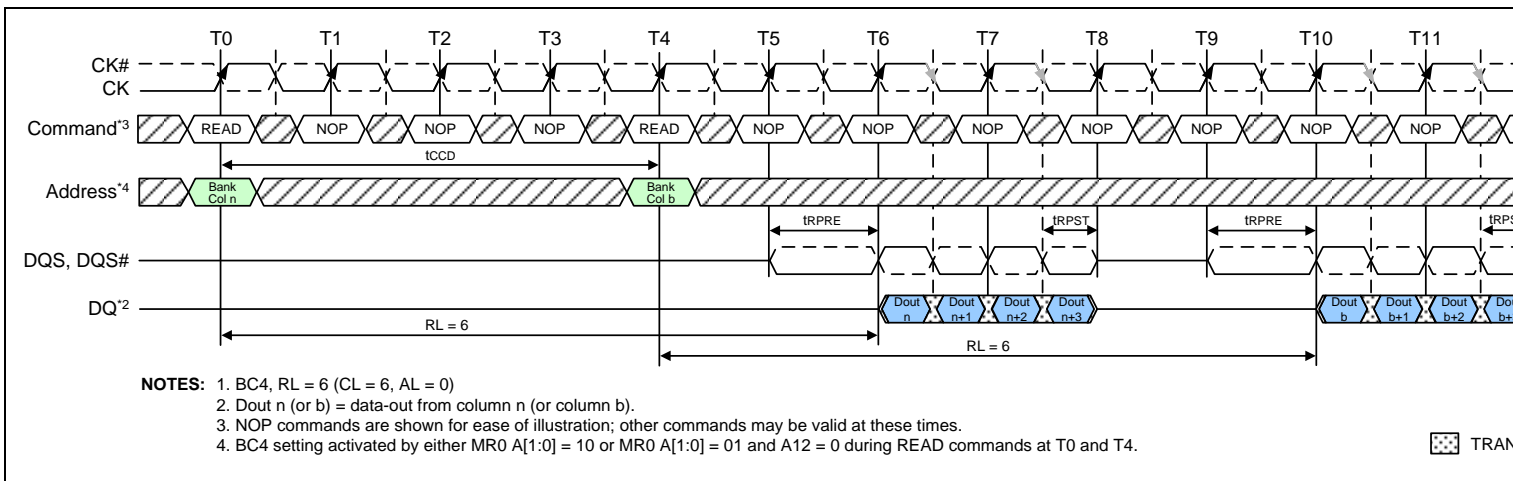 T0 T1 T2 T3 T4 T5 T6 T7 T8 T9 T10 T11
CK#
CK
Command*3 READ NOP NOP NOP READ NOP NOP NOP NOP NOP NOP NOP
tCCD
Address*4 Bank Col n Bank Col b
tRPRE tRPST tRPRE
DQS, DQS#
DQ*2 Dout n Dout n+1 Dout n+2 Dout n+3 Dout b Dout b+1 Dout b+2
RL = 6
RL = 6
NOTES: 1. BC4, RL = 6 (CL = 6, AL = 0)
2. Dout n (or b) = data-out from column n (or column b).
3. NOP commands are shown for ease of illustration; other commands may be valid at these times.
4. BC4 setting activated by either MR0 A[1:0] = 10 or MR0 A[1:0] = 01 and A12 = 0 during READ commands at T0 and T4.
TRAN